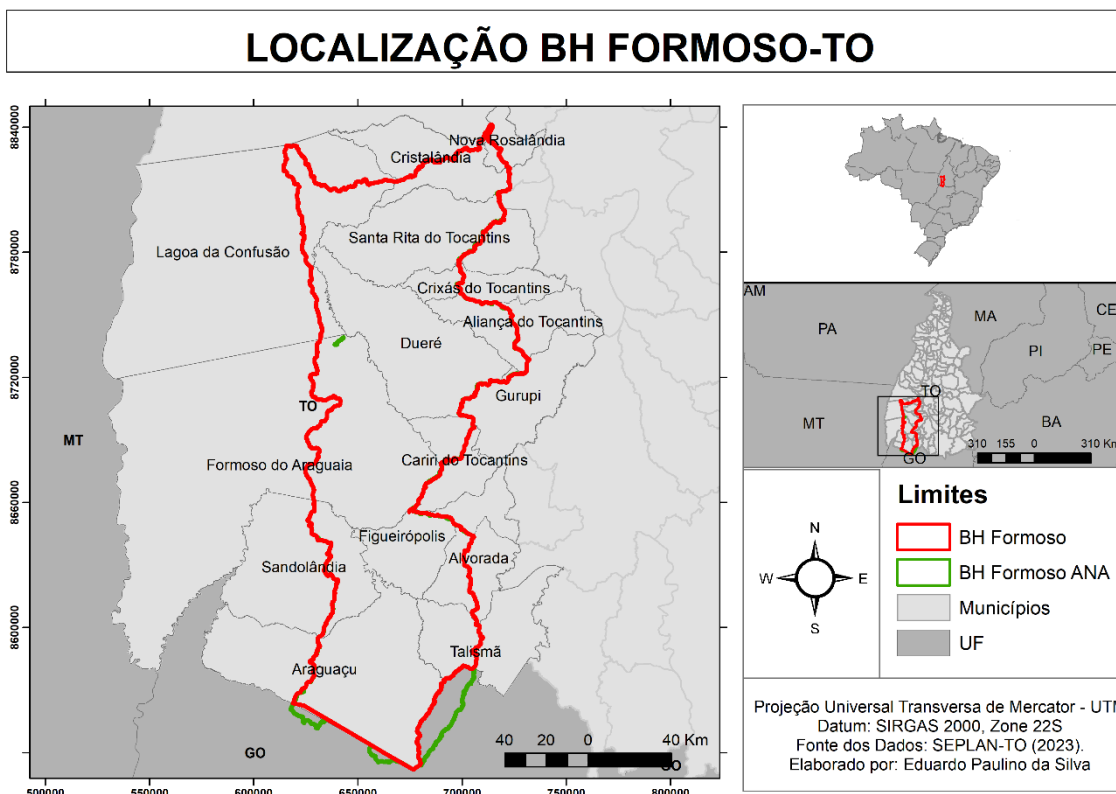 LOCALIZAÇÃO BH FORMOSO-TO
8840000
8780000
8720000
8660000
8600000
Nova Rosalândia
Cristalândia
Santa Rita do Tocantins
Lagoa da Confusão
Crixás do Tocantins
Aliança do Tocantins
Dueré
Gurupi
TO
MT
Formoso do Araguaia
Cariri do Tocantins
Figueirópolis
Alvorada
Sandolândia
Talismã
Araguaçu
GO
40 20 0 40 Km
500000 550000 600000 650000 700000 750000 800000
AM
PA
MA
CE
PI
PE
TO
MT
BA
GO
310 155 0 310 Km
N
W E
S
Limites
BH Formoso
BH Formoso ANA
Municípios
UF
Projeção Universal Transversa de Mercator - UTM
Datum: SIRGAS 2000, Zone 22S
Fonte dos Dados: SEPLAN-TO (2023).
Elaborado por: Eduardo Paulino da Silva